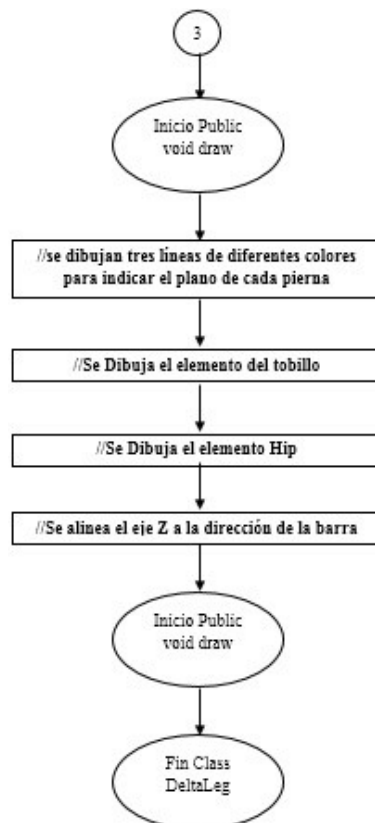 3
Inicio Public
void draw
//se dibujan tres líneas de diferentes colores
para indicar el plano de cada pierna
//Se Dibuja el elemento del tobillo
//Se Dibuja el elemento Hip
//Se alinea el eje Z a la dirección de la barra
Inicio Public
void draw
Fin Class
DeltaLeg